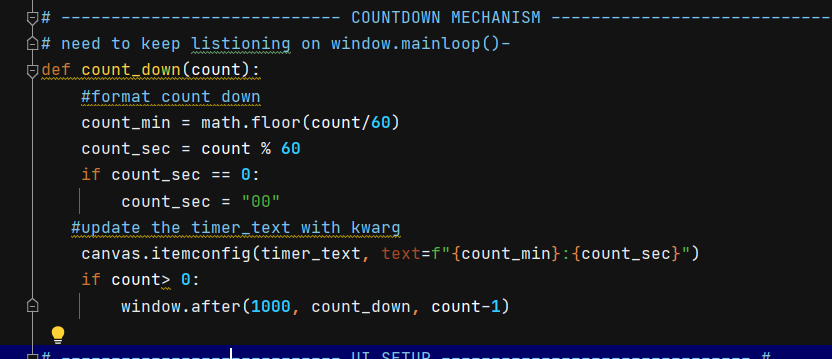 # ---------------------------- COUNTDOWN MECHANISM ----------------------------
# need to keep listioning on window.mainloop()-
def count_down(count):
    #format count down
    count_min = math.floor(count/60)
    count_sec = count % 60
    if count_sec == 0:
        count_sec = "00"
   #update the timer_text with kwarg
    canvas.itemconfig(timer_text, text=f"{count_min}:{count_sec}")
    if count> 0:
        window.after(1000, count_down, count-1)
# ---------------------------- UI SETUP ------------------------------- #